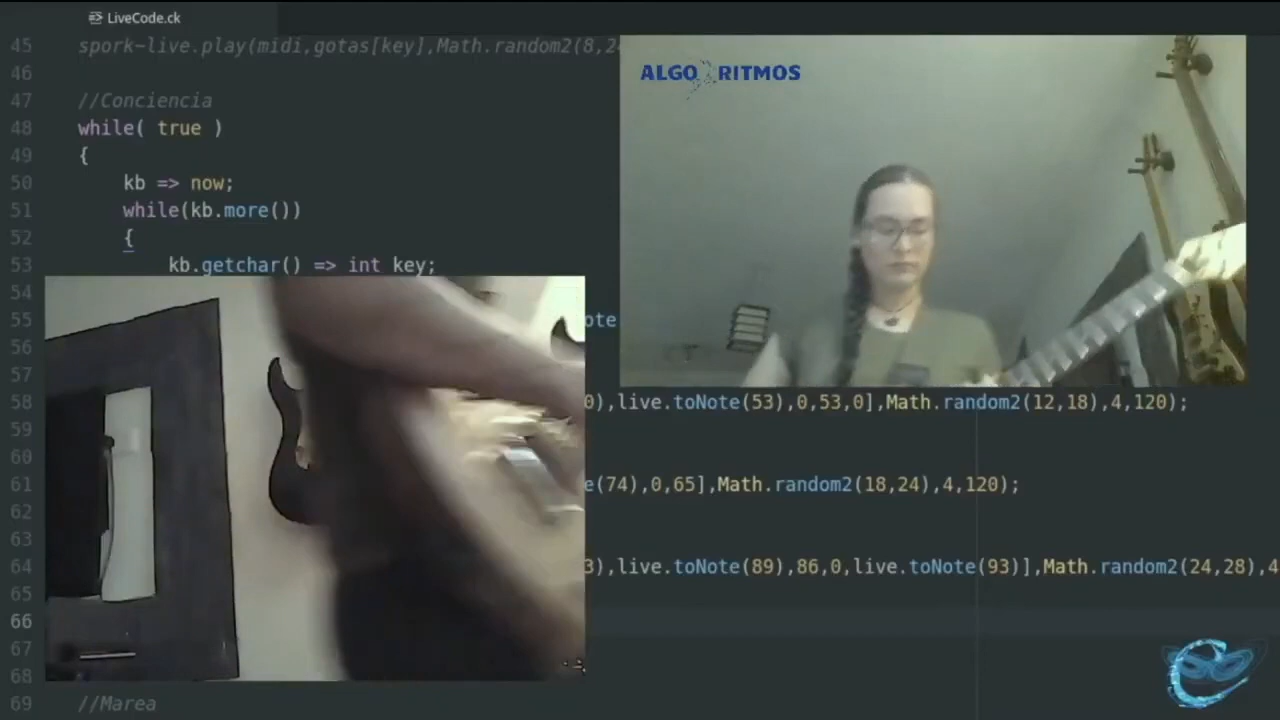 LiveCode.ck
45 spork~live.play(midi,gotas[key],Math.random2(8,24
ALGO RITMOS
46
47 //Conciencia
48 while( true )
49 {
50 kb => now;
51 while(kb.more())
52 {
53 kb.getchar() => int key;
54
55 ote
56
57
58 0),live.toNote(53),0,53,0],Math.random2(12,18),4,120);
59
60
61 e(74),0,65],Math.random2(18,24),4,120);
62
63
64 3),live.toNote(89),86,0,live.toNote(93)],Math.random2(24,28),4
65
66
67
68
69 //Marea